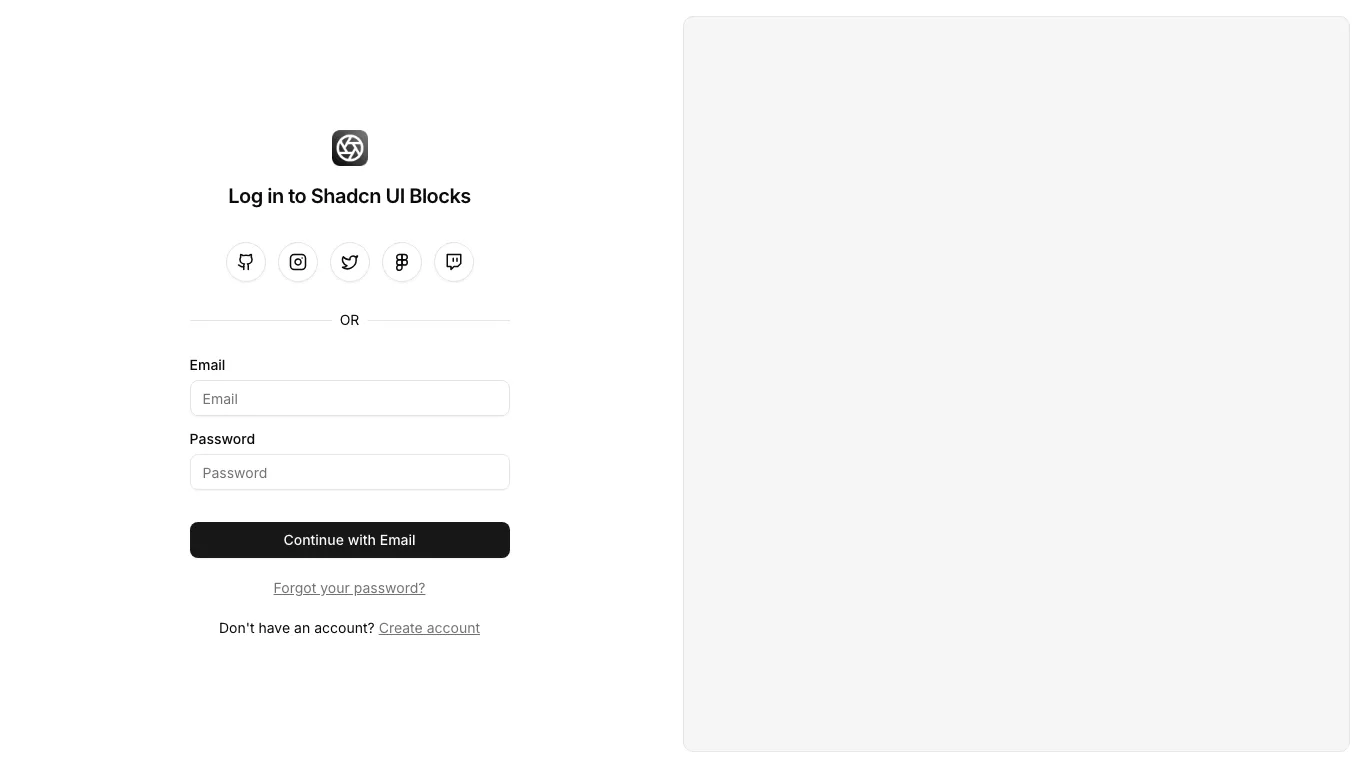 Log in to Shadcn UI Blocks
OR
Email
Email
Password
Password
Continue with Email
Forgot your password?
Don't have an account? Create account